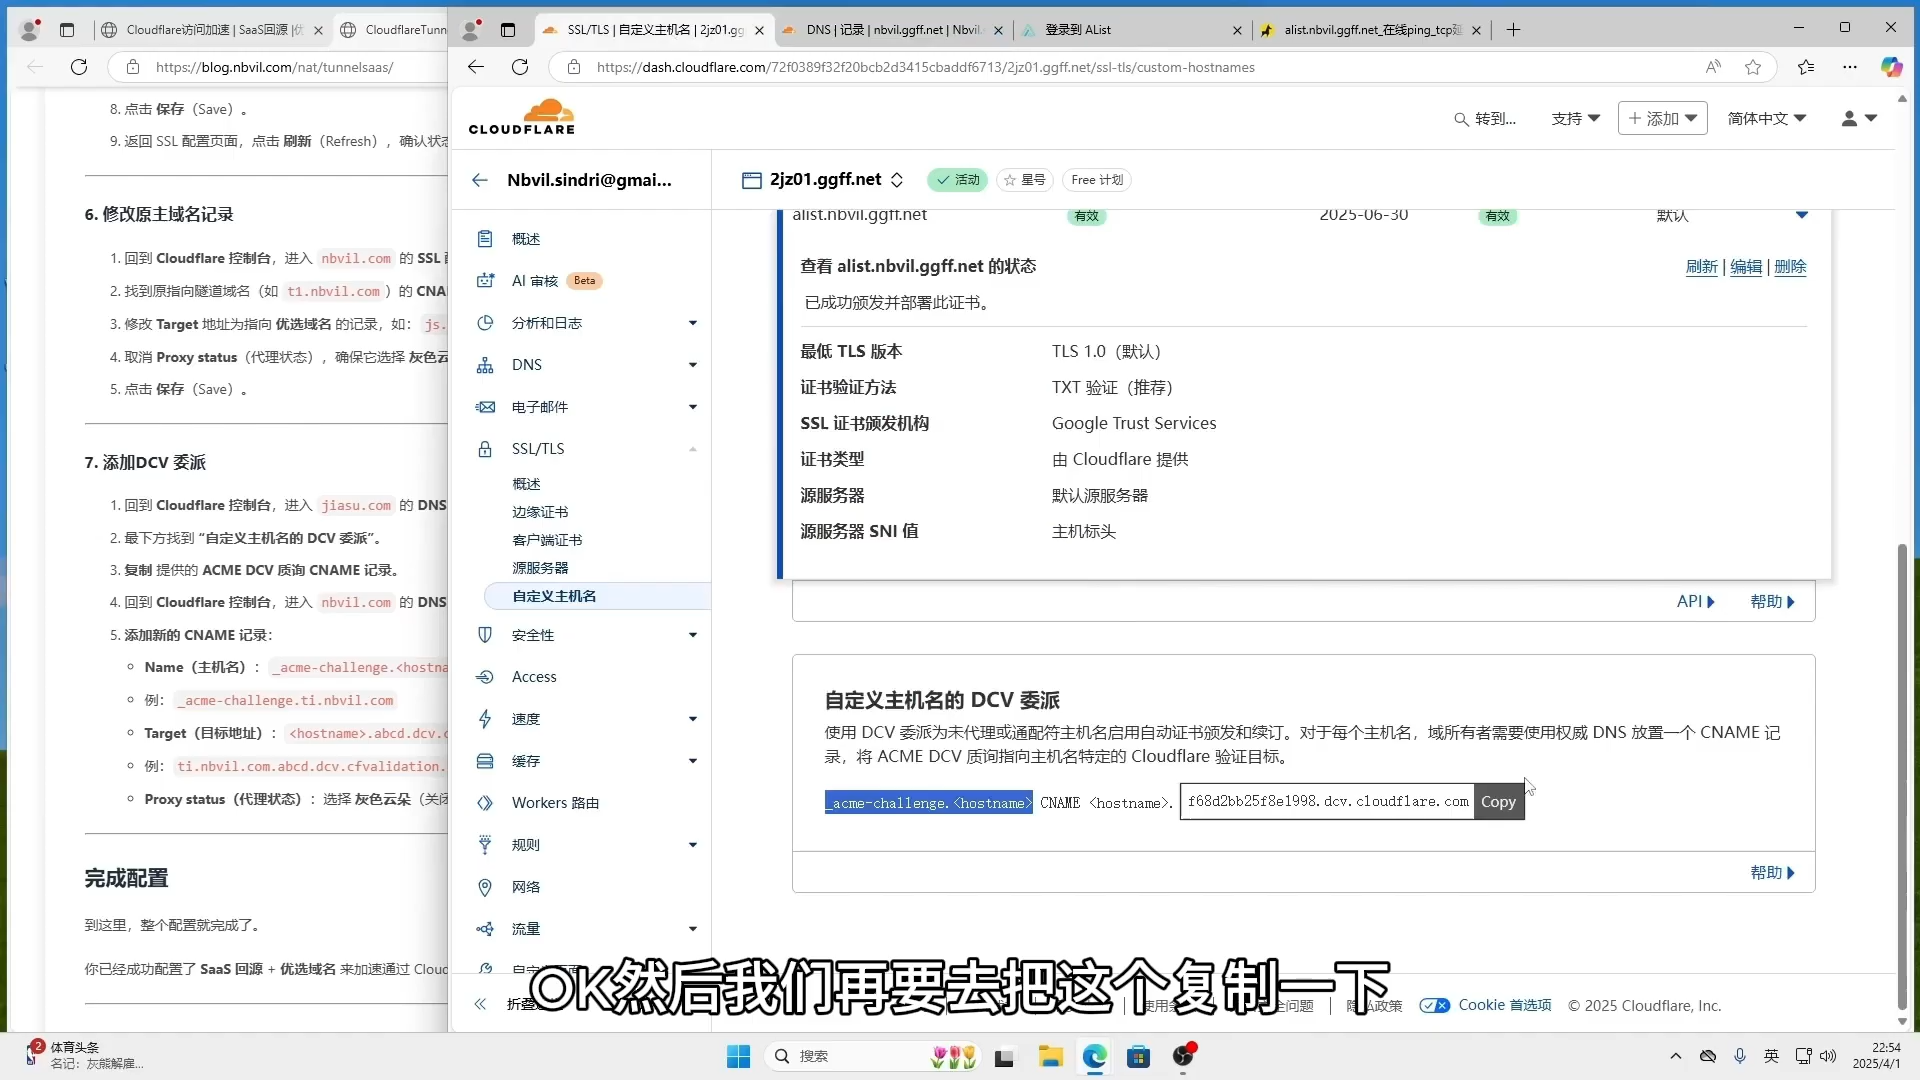 Cloudflare访问加速 | SaaS回源 |优
CloudflareTunn
https://blog.nbvil.com/nat/tunnelsaas/
8. 点击 保存（Save）。
9. 返回 SSL 配置页面，点击 刷新（Refresh），确认状态
6. 修改原主域名记录
1. 回到 Cloudflare 控制台，进入 nbvil.com 的 SSL
2. 找到原指向隧道域名（如 t1.nbvil.com ）的 CNA
3. 修改 Target 地址为指向 优选域名 的记录，如： js.
4. 取消 Proxy status（代理状态），确保它选择 灰色云
5. 点击 保存（Save）。
7. 添加DCV 委派
1. 回到 Cloudflare 控制台，进入 jiasu.com 的 DNS
2. 最下方找到 “自定义主机名的 DCV 委派”。
3. 复制 提供的 ACME DCV 质询 CNAME 记录。
4. 回到 Cloudflare 控制台，进入 nbvil.com 的 DNS
5. 添加新的 CNAME 记录：
Name（主机名）： _acme-challenge.<hostna
例： _acme-challenge.ti.nbvil.com
Target（目标地址）： <hostname>.abcd.dcv.c
例： ti.nbvil.com.abcd.dcv.cfvalidation.
Proxy status（代理状态）：选择 灰色云朵（关闭
完成配置
到这里，整个配置就完成了。
你已经成功配置了 SaaS 回源 + 优选域名 来加速通过 Clouc
SSL/TLS | 自定义主机名 | 2jz01.gg
DNS | 记录 | nbvil.ggff.net | Nbvil.
登录到 AList
alist.nbvil.ggff.net_在线ping_tcp延
https://dash.cloudflare.com/72f0389f32f20bcb2d3415cbaddf6713/2jz01.ggff.net/ssl-tls/custom-hostnames
CLOUDFLARE
转到...
支持
+ 添加
简体中文
Nbvil.sindri@gmai...
2jz01.ggff.net
活动
星号
Free 计划
概述
AI 审核 Beta
分析和日志
DNS
电子邮件
SSL/TLS
概述
边缘证书
客户端证书
源服务器
自定义主机名
安全性
Access
速度
缓存
Workers 路由
规则
网络
流量
alist.nbvil.ggff.net 有效 2025-06-30 有效 默认
查看 alist.nbvil.ggff.net 的状态
刷新 | 编辑 | 删除
已成功颁发并部署此证书。
最低 TLS 版本 TLS 1.0（默认）
证书验证方法 TXT 验证（推荐）
SSL 证书颁发机构 Google Trust Services
证书类型 由 Cloudflare 提供
源服务器 默认源服务器
源服务器 SNI 值 主机标头
API 帮助
自定义主机名的 DCV 委派
使用 DCV 委派为未代理或通配符主机名启用自动证书颁发和续订。对于每个主机名，域所有者需要使用权威 DNS 放置一个 CNAME 记
录，将 ACME DCV 质询指向主机名特定的 Cloudflare 验证目标。
_acme-challenge.<hostname> CNAME <hostname>. f68d2bb25f8e1998.dcv.cloudflare.com Copy
帮助
OK然后我们再要去把这个复制一下
Cookie 首选项
© 2025 Cloudflare, Inc.
2
体育头条
名记：灰熊解雇...
搜索
英
22:54
2025/4/1